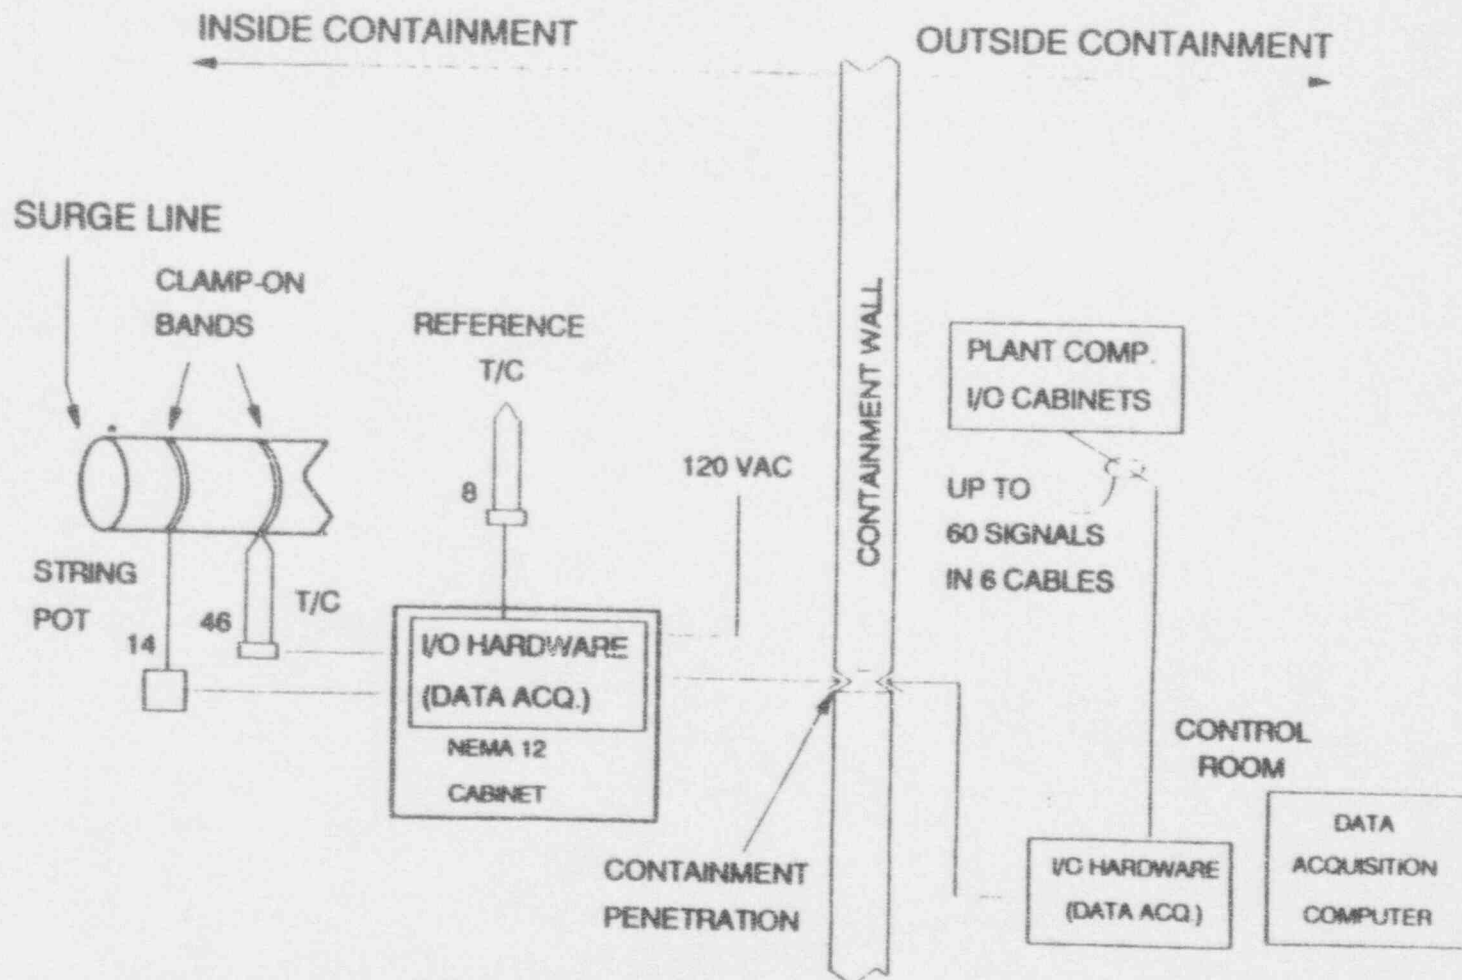 INSIDE CONTAINMENT
OUTSIDE CONTAINMENT
SURGE LINE
CLAMP-ON
BANDS
REFERENCE
T/C
8
120 VAC
CONTAINMENT WALL
PLANT COMP.
I/O CABINETS
UP TO
60 SIGNALS
IN 6 CABLES
STRING
POT
14
46
T/C
I/O HARDWARE
(DATA ACQ.)
NEMA 12
CABINET
CONTAINMENT
PENETRATION
CONTROL
ROOM
I/C HARDWARE
(DATA ACQ.)
DATA
ACQUISITION
COMPUTER